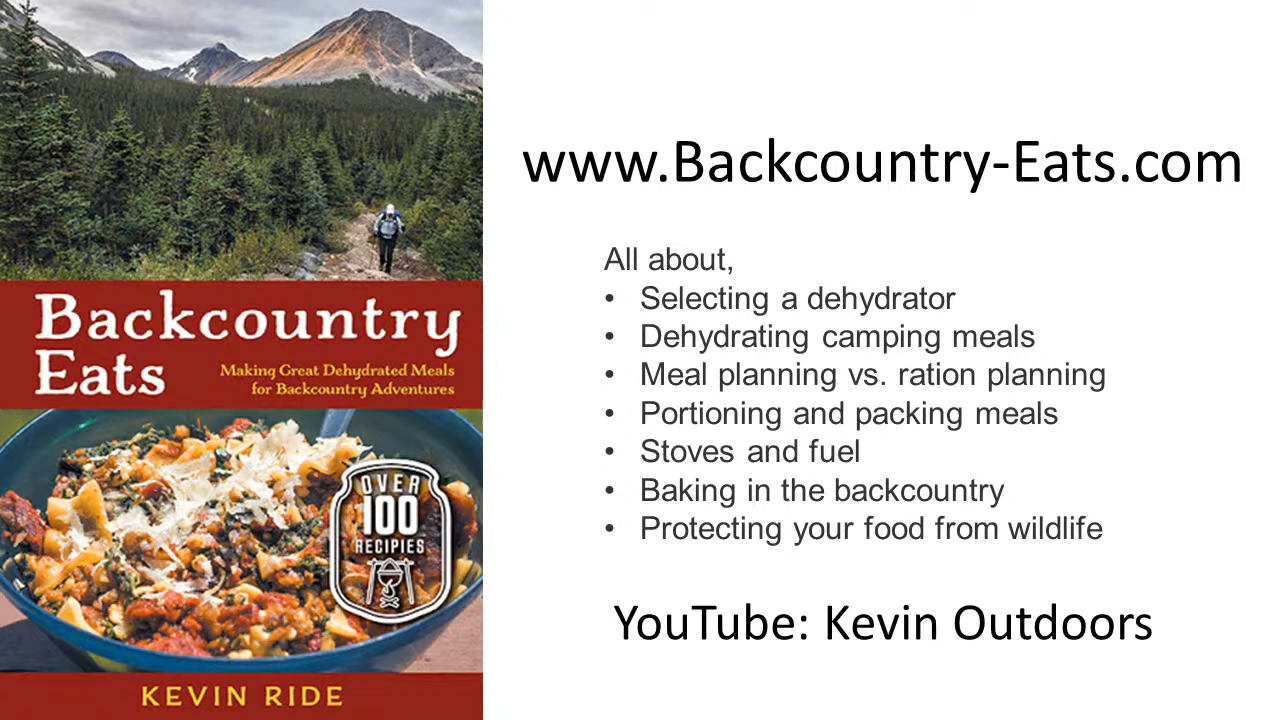 Backcountry
Eats
Making Great Dehydrated Meals
for Backcountry Adventures
OVER
100
RECIPIES
KEVIN RIDE
www.Backcountry-Eats.com
All about,
• Selecting a dehydrator
• Dehydrating camping meals
• Meal planning vs. ration planning
• Portioning and packing meals
• Stoves and fuel
• Baking in the backcountry
• Protecting your food from wildlife
YouTube: Kevin Outdoors